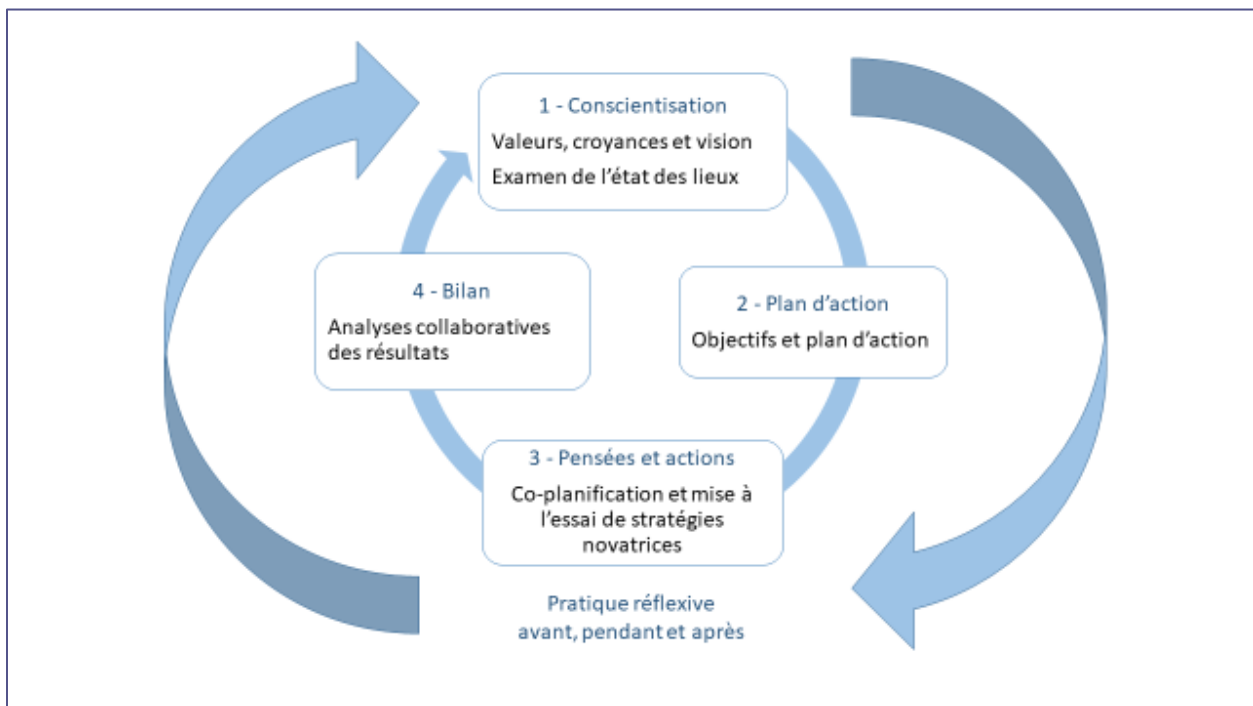 1 - Conscientisation
Valeurs, croyances et vision
Examen de l’état des lieux
2 - Plan d’action
Objectifs et plan d’action
3 - Pensées et actions
Co-planification et mise à
l’essai de stratégies
novatrices
4 - Bilan
Analyses collaboratives
des résultats
Pratique réflexive
avant, pendant et après